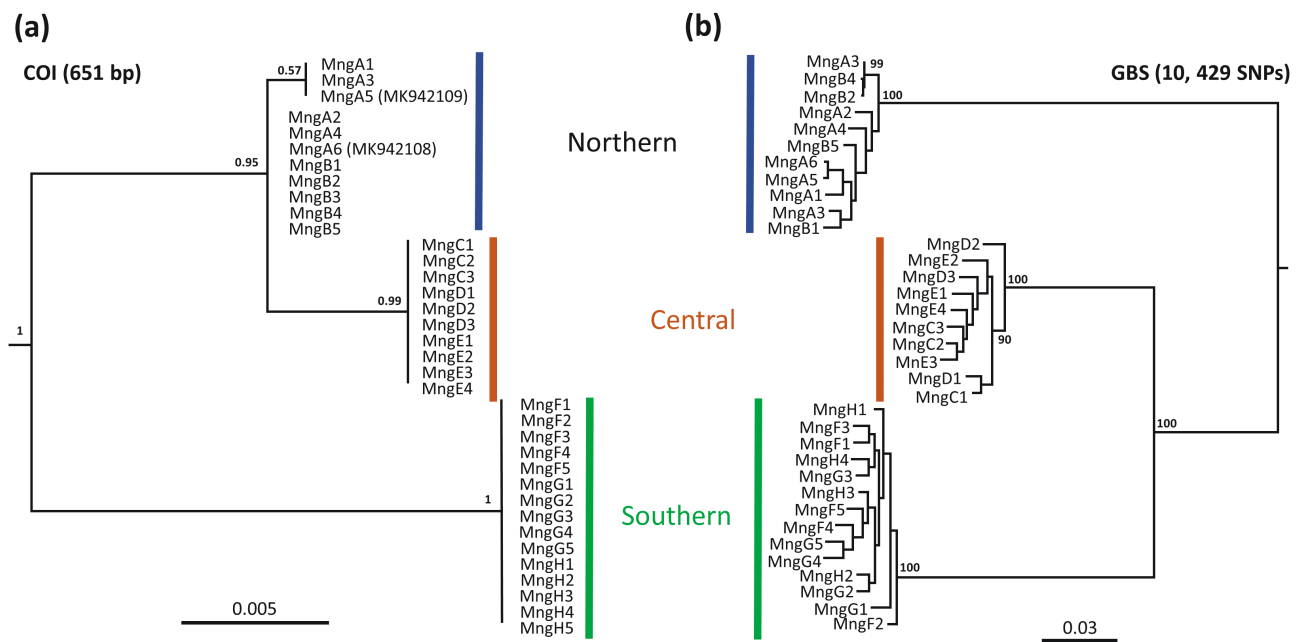 (a)
COI (651 bp)
0.57
MngA1
MngA3
MngA5 (MK942109)
MngA2
MngA4
MngA6 (MK942108)
MngB1
MngB2
MngB3
MngB4
MngB5
0.95
MngC1
MngC2
MngC3
MngD1
MngD2
MngD3
MngE1
MngE2
MngE3
MngE4
0.99
1
MngF1
MngF2
MngF3
MngF4
MngF5
MngG1
MngG2
MngG3
MngG4
MngG5
MngH1
MngH2
MngH3
MngH4
MngH5
1
0.005
Northern
Central
Southern
(b)
GBS (10, 429 SNPs)
MngA3
MngB4
MngB2
MngA2
MngA4
MngB5
MngA6
MngA5
MngA1
MngA3
MngB1
99
100
MngD2
MngE2
MngD3
MngE1
MngE4
MngC3
MngC2
MnE3
MngD1
MngC1
100
90
100
MngH1
MngF3
MngF1
MngH4
MngG3
MngH3
MngF5
MngF4
MngG5
MngG4
MngH2
MngG2
MngG1
MngF2
100
0.03